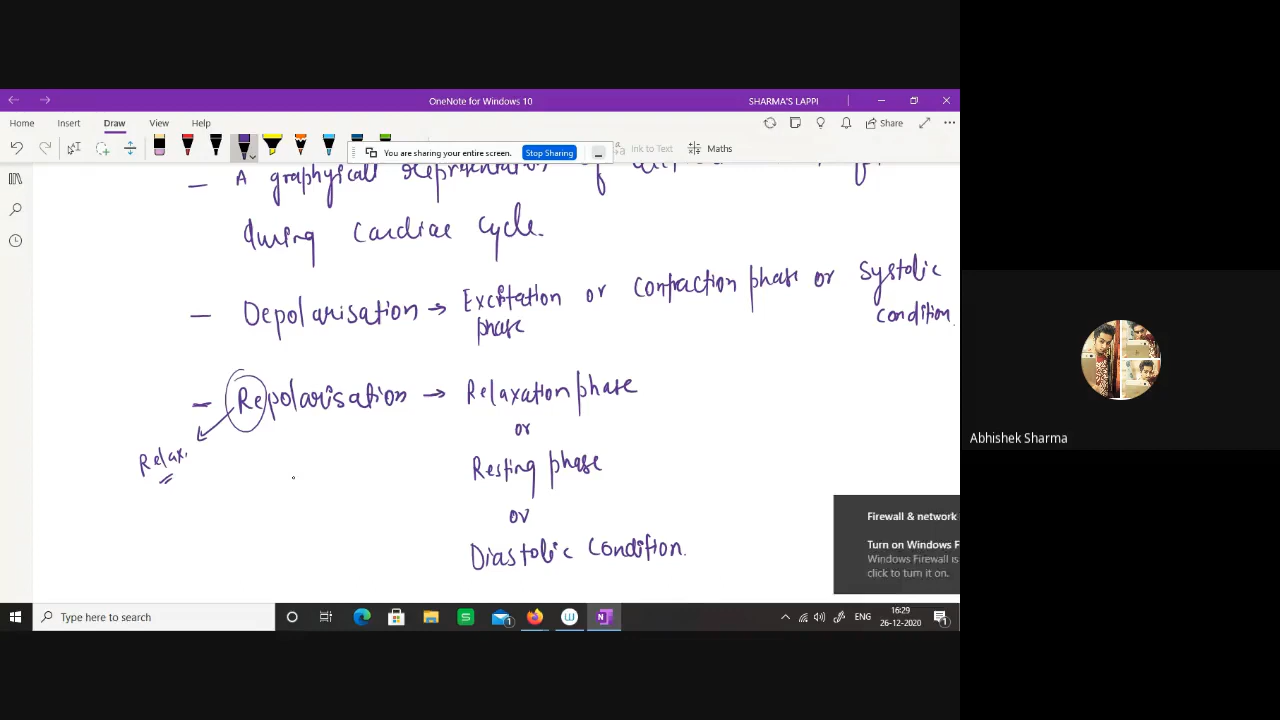 OneNote for Windows 10
SHARMA'S LAPPI
Home Insert Draw View Help
Share
You are sharing your entire screen. Stop Sharing
Ink to Text Maths
– A graphycall representation of
during Cardiac cycle.
– Depolarisation → Excitation or Contraction phase or Systolic
phase condition.
– Repolarisation → Relaxation phase
or
Relax.
Resting phase
or
Diastolic Condition.
Abhishek Sharma
Firewall & network
Turn on Windows F
Windows Firewall is
click to turn it on.
Type here to search
ENG
16:29
26-12-2020